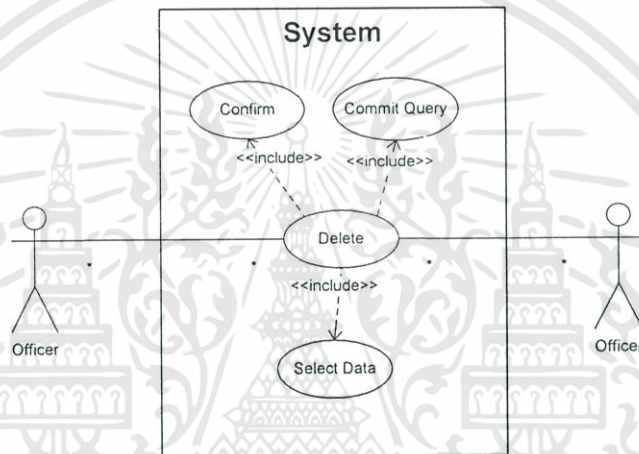 System
Confirm
Commit Query
<<include>>
<<include>>
Delete
*
*
*
*
<<include>>
Officer
Officer
Select Data